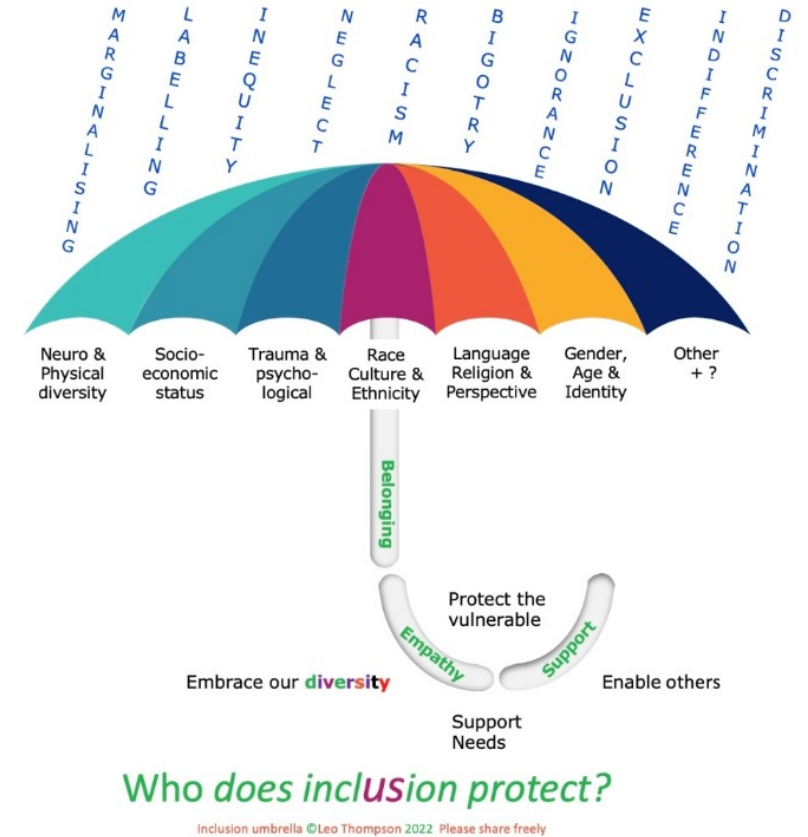 MARGINALISING
LABELLING
INEQUITY
NEGLECT
RACISM
BIGOTRY
IGNORANCE
EXCLUSION
INDIFFERENCE
DISCRIMINATION
Neuro &
Physical
diversity
Socio-
economic
status
Trauma &
psycho-
logical
Race
Culture &
Ethnicity
Language
Religion &
Perspective
Gender,
Age &
Identity
Other
+ ?
Belonging
Empathy
Support
Protect the
vulnerable
Embrace our diversity
Enable others
Support
Needs
Who does inclusion protect?
Inclusion umbrella ©Leo Thompson 2022 Please share freely